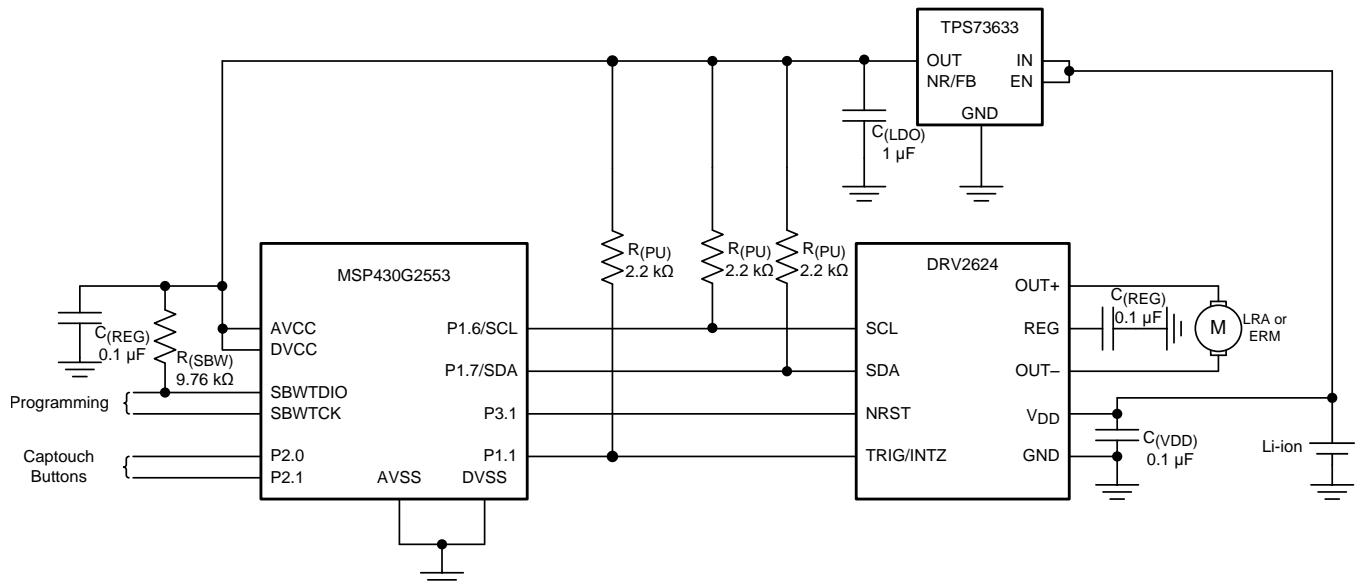 TPS73633
OUT
IN
NR/FB
EN
GND
C(LDO)
1 µF
R(PU)
2.2 kΩ
R(PU)
2.2 kΩ
R(PU)
2.2 kΩ
MSP430G2553
DRV2624
C(REG)
0.1 µF
R(SBW)
9.76 kΩ
AVCC
DVCC
SBWTDIO
SBWTCK
P2.0
P2.1
AVSS
DVSS
P1.6/SCL
P1.7/SDA
P3.1
P1.1
Programming
Captouch
Buttons
SCL
SDA
NRST
TRIG/INTZ
OUT+
REG
OUT–
VDD
GND
C(REG)
0.1 µF
M
LRA or
ERM
C(VDD)
0.1 µF
Li-ion